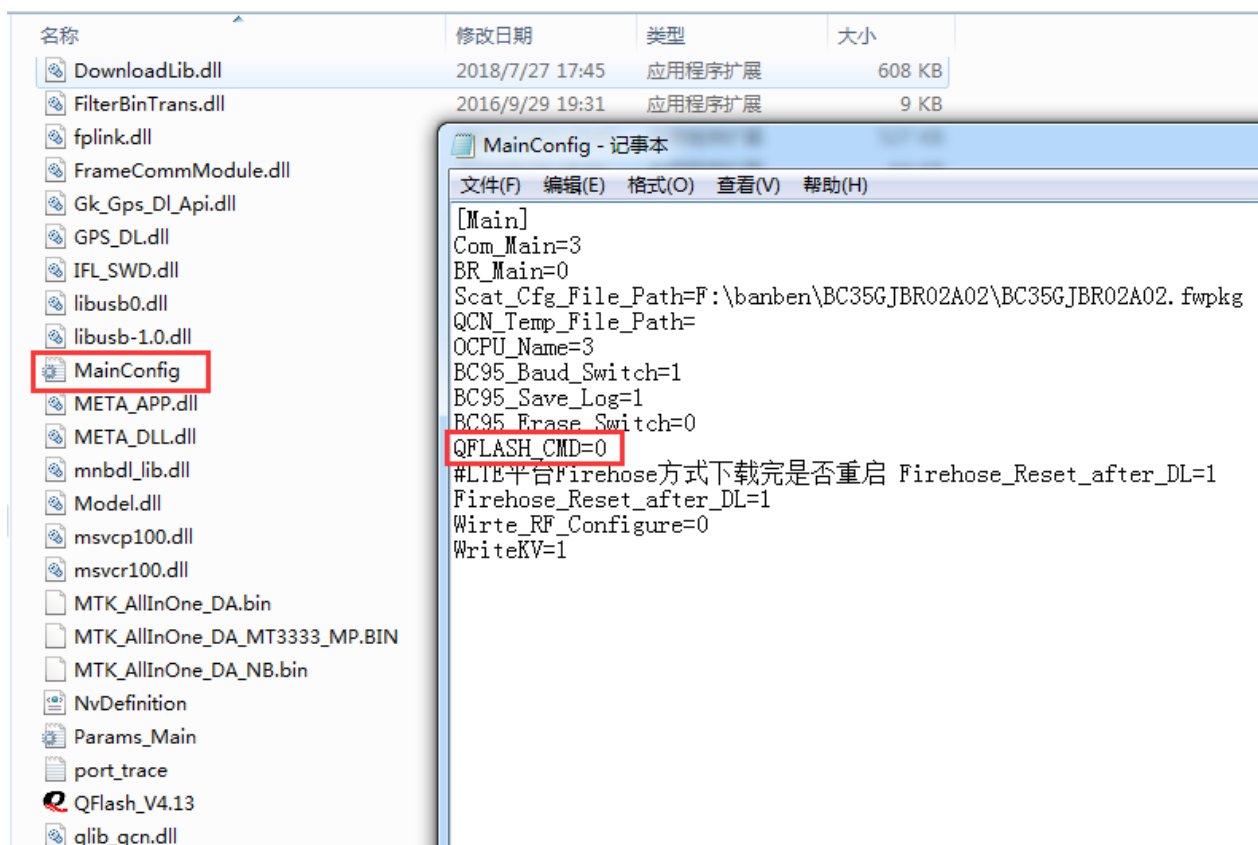 名称 修改日期 类型 大小
DownloadLib.dll 2018/7/27 17:45 应用程序扩展 608 KB
FilterBinTrans.dll 2016/9/29 19:31 应用程序扩展 9 KB
fplink.dll
FrameCommModule.dll
Gk_Gps_Dl_Api.dll
GPS_DL.dll
IFL_SWD.dll
libusb0.dll
libusb-1.0.dll
MainConfig
META_APP.dll
META_DLL.dll
mnbdl_lib.dll
Model.dll
msvcp100.dll
msvcr100.dll
MTK_AllInOne_DA.bin
MTK_AllInOne_DA_MT3333_MP.BIN
MTK_AllInOne_DA_NB.bin
NvDefinition
Params_Main
port_trace
QFlash_V4.13
qlib_qcn.dll
MainConfig - 记事本
文件(F) 编辑(E) 格式(O) 查看(V) 帮助(H)
[Main]
Com_Main=3
BR_Main=0
Scat_Cfg_File_Path=F:\banben\BC35GJBR02A02\BC35GJBR02A02.fwpkg
QCN_Temp_File_Path=
OCPU_Name=3
BC95_Baud_Switch=1
BC95_Save_Log=1
BC95_Erase_Switch=0
QFLASH_CMD=0
#LTE平台Firehose方式下载完是否重启 Firehose_Reset_after_DL=1
Firehose_Reset_after_DL=1
Wirte_RF_Configure=0
WriteKV=1